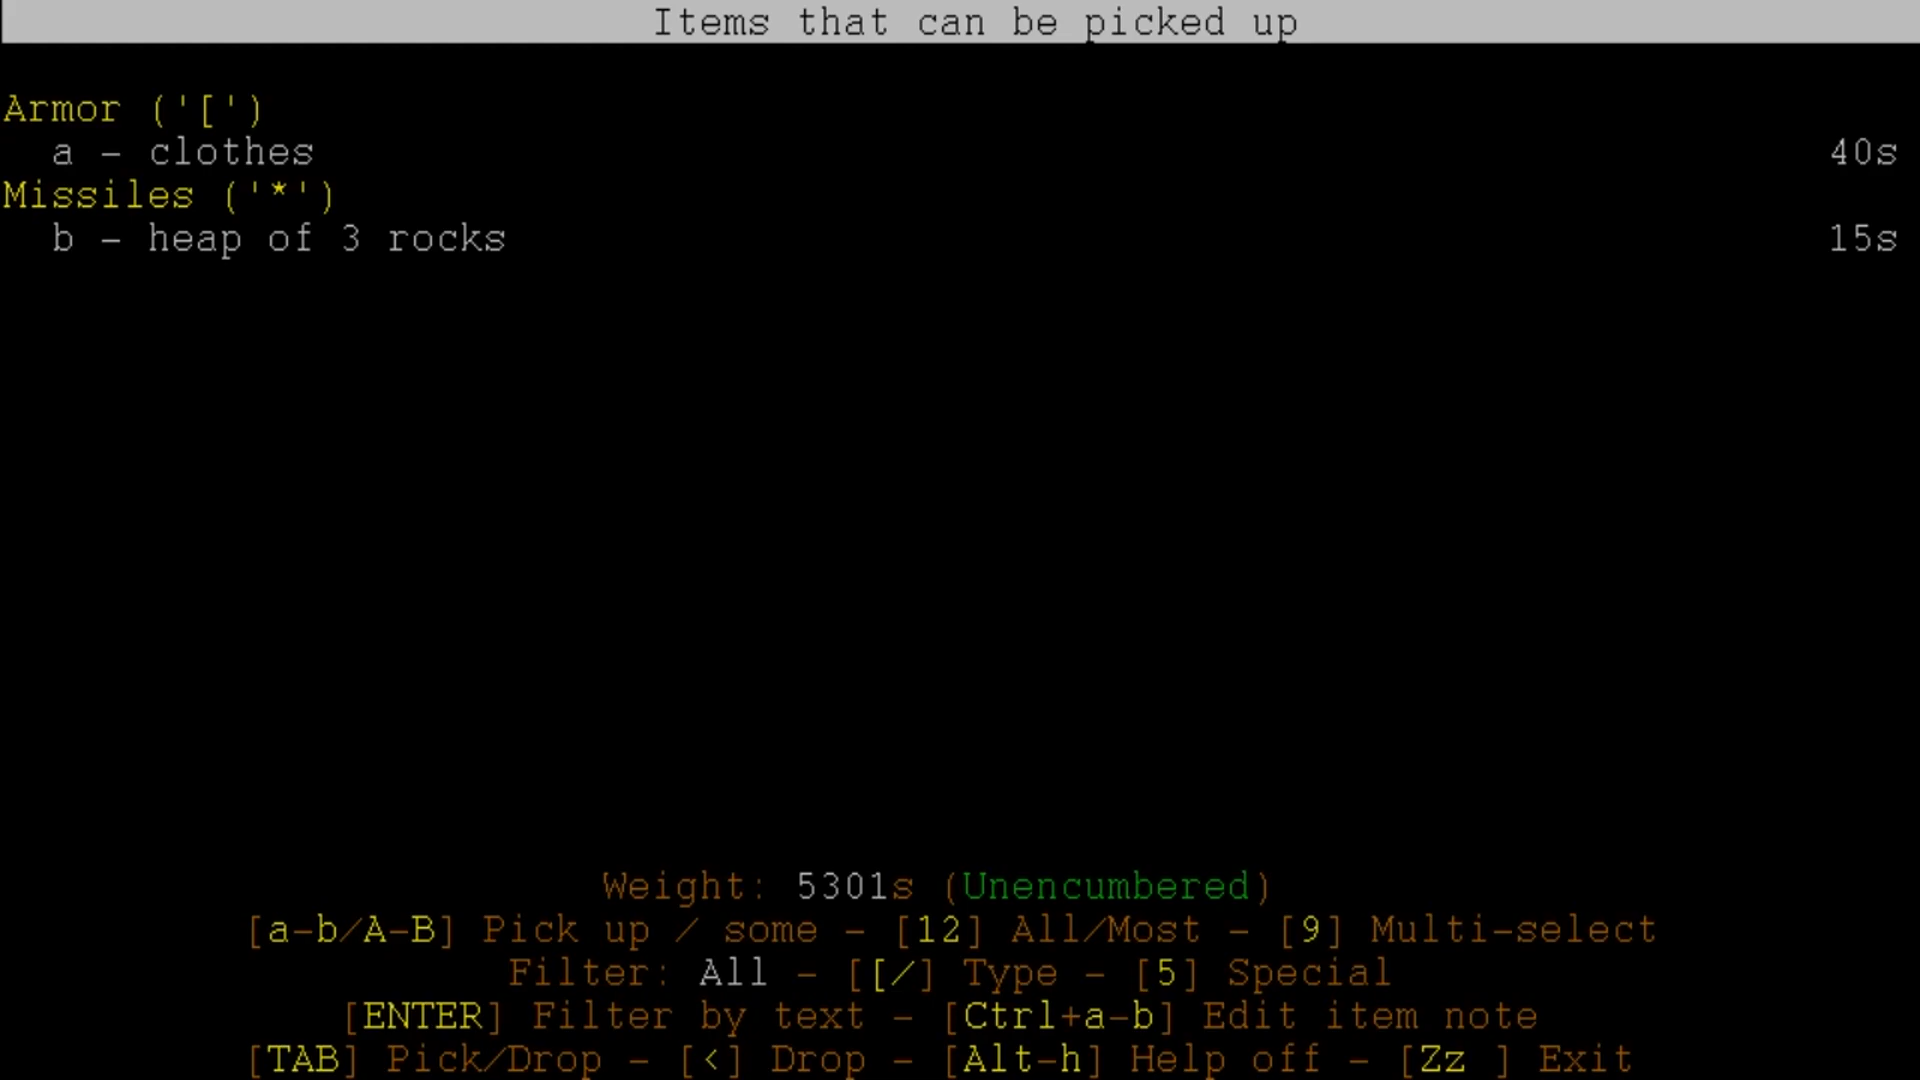 Items that can be picked up
Armor ('[')
a - clothes 40s
Missiles ('*')
b - heap of 3 rocks 15s
Weight: 5301s (Unencumbered)
[a-b/A-B] Pick up / some - [12] All/Most - [9] Multi-select
Filter: All - [[/] Type - [5] Special
[ENTER] Filter by text - [Ctrl+a-b] Edit item note
[TAB] Pick/Drop - [<] Drop - [Alt-h] Help off - [Zz ] Exit